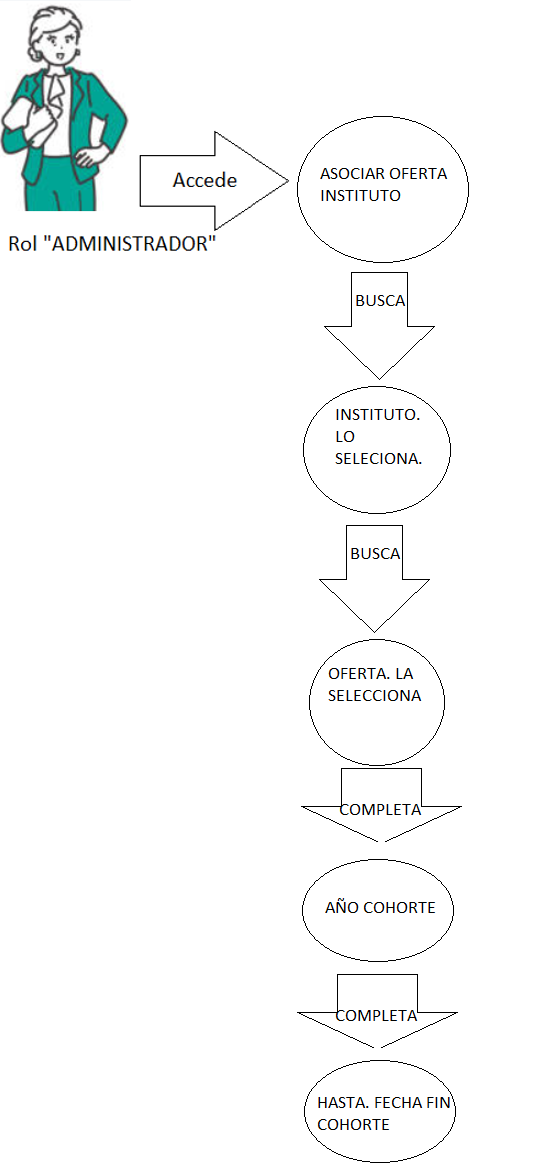 Accede
Rol "ADMINISTRADOR"
ASOCIAR OFERTA
INSTITUTO
BUSCA
INSTITUTO.
LO
SELECIONA.
BUSCA
OFERTA. LA
SELECCIONA
COMPLETA
AÑO COHORTE
COMPLETA
HASTA. FECHA FIN
COHORTE